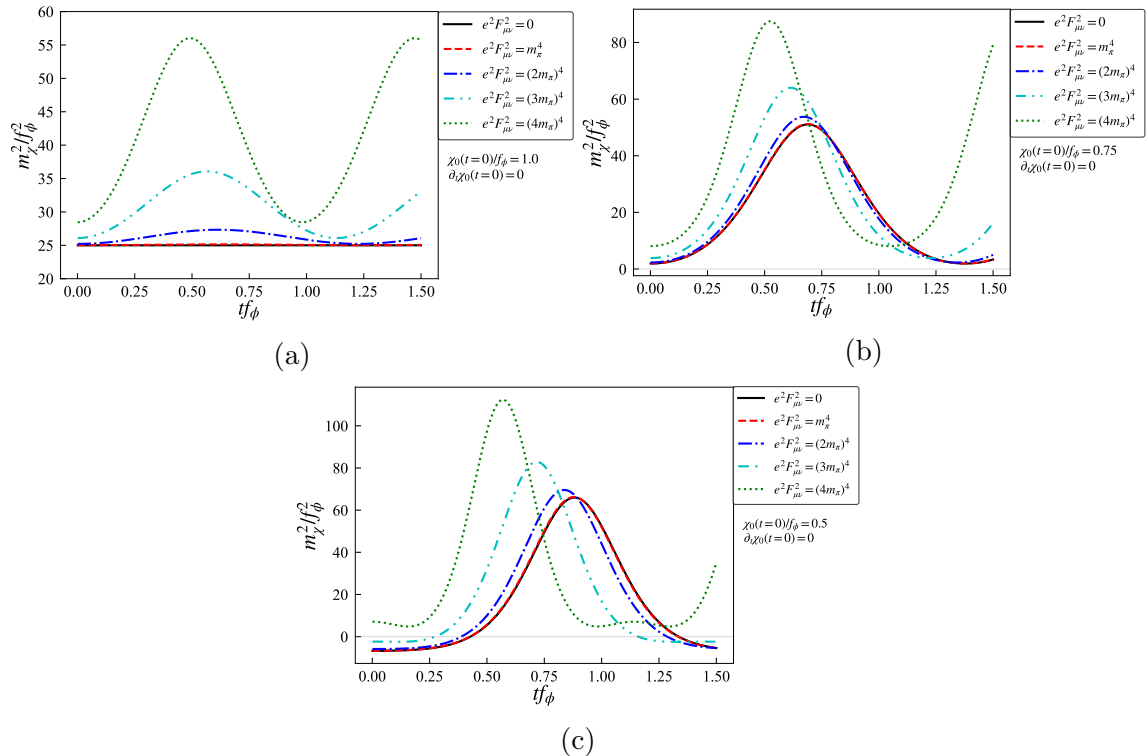 60
55
50
45
40
35
30
25
20
m_χ^2/f_ϕ^2
0.00 0.25 0.50 0.75 1.00 1.25 1.50
tf_ϕ
e^2F_{μν}^2=0
e^2F_{μν}^2=m_π^4
e^2F_{μν}^2=(2m_π)^4
e^2F_{μν}^2=(3m_π)^4
e^2F_{μν}^2=(4m_π)^4
χ_0(t=0)/f_ϕ=1.0
∂_tχ_0(t=0)=0
(a)
80
60
40
20
0
m_χ^2/f_ϕ^2
0.00 0.25 0.50 0.75 1.00 1.25 1.50
tf_ϕ
e^2F_{μν}^2=0
e^2F_{μν}^2=m_π^4
e^2F_{μν}^2=(2m_π)^4
e^2F_{μν}^2=(3m_π)^4
e^2F_{μν}^2=(4m_π)^4
χ_0(t=0)/f_ϕ=0.75
∂_tχ_0(t=0)=0
(b)
100
80
60
40
20
0
m_χ^2/f_ϕ^2
0.00 0.25 0.50 0.75 1.00 1.25 1.50
tf_ϕ
e^2F_{μν}^2=0
e^2F_{μν}^2=m_π^4
e^2F_{μν}^2=(2m_π)^4
e^2F_{μν}^2=(3m_π)^4
e^2F_{μν}^2=(4m_π)^4
χ_0(t=0)/f_ϕ=0.5
∂_tχ_0(t=0)=0
(c)